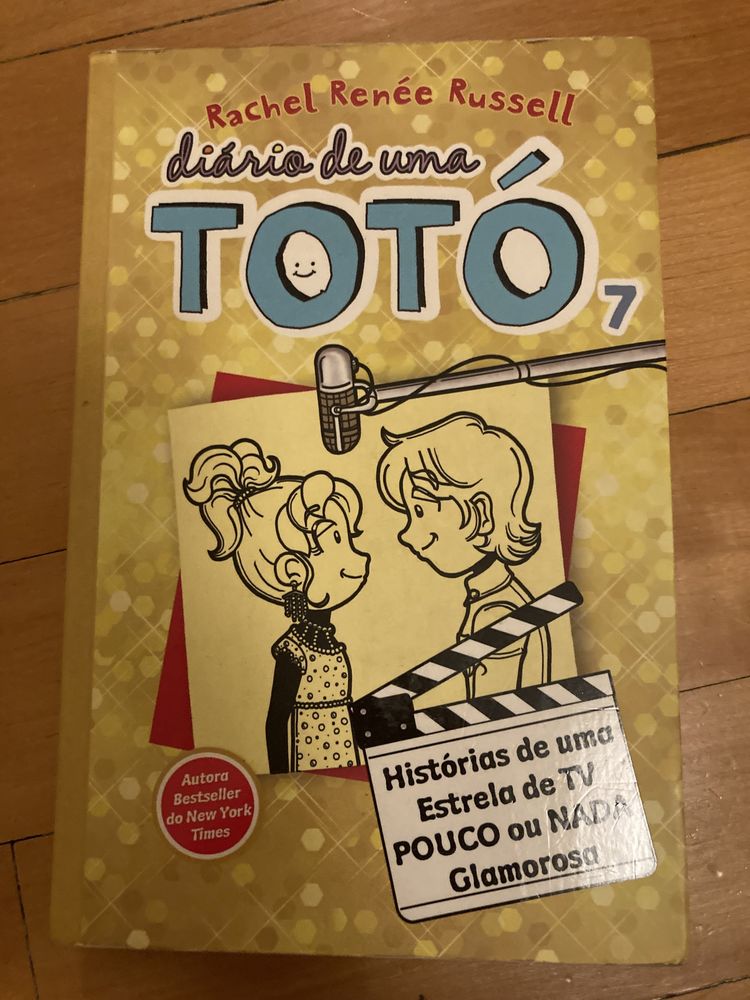 Rachel Renée Russell
diário de uma
TOTÓ
7
Histórias de uma
Estrela de TV
POUCO ou NADA
Glamorosa
Autora
Bestseller
do New York
Times